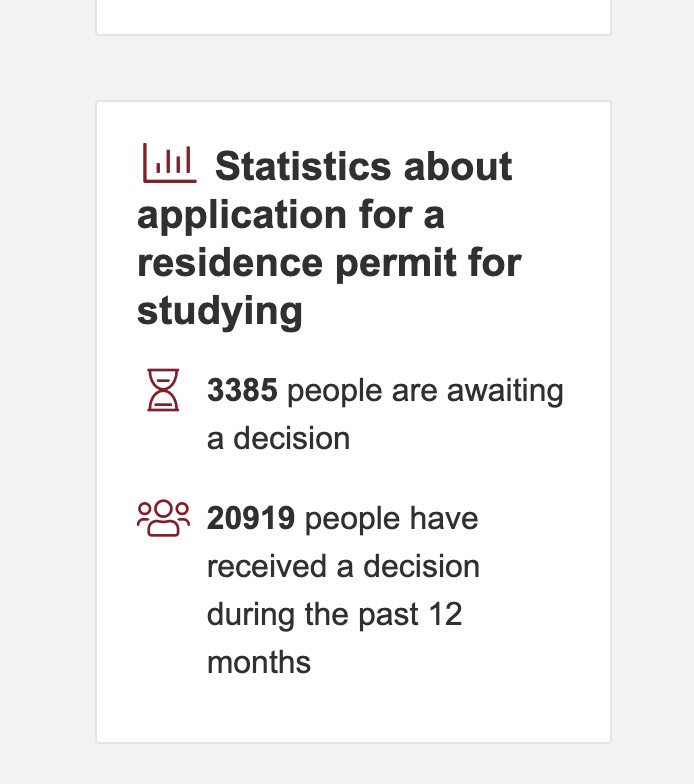 Statistics about
application for a
residence permit for
studying
3385 people are awaiting
a decision
20919 people have
received a decision
during the past 12
months